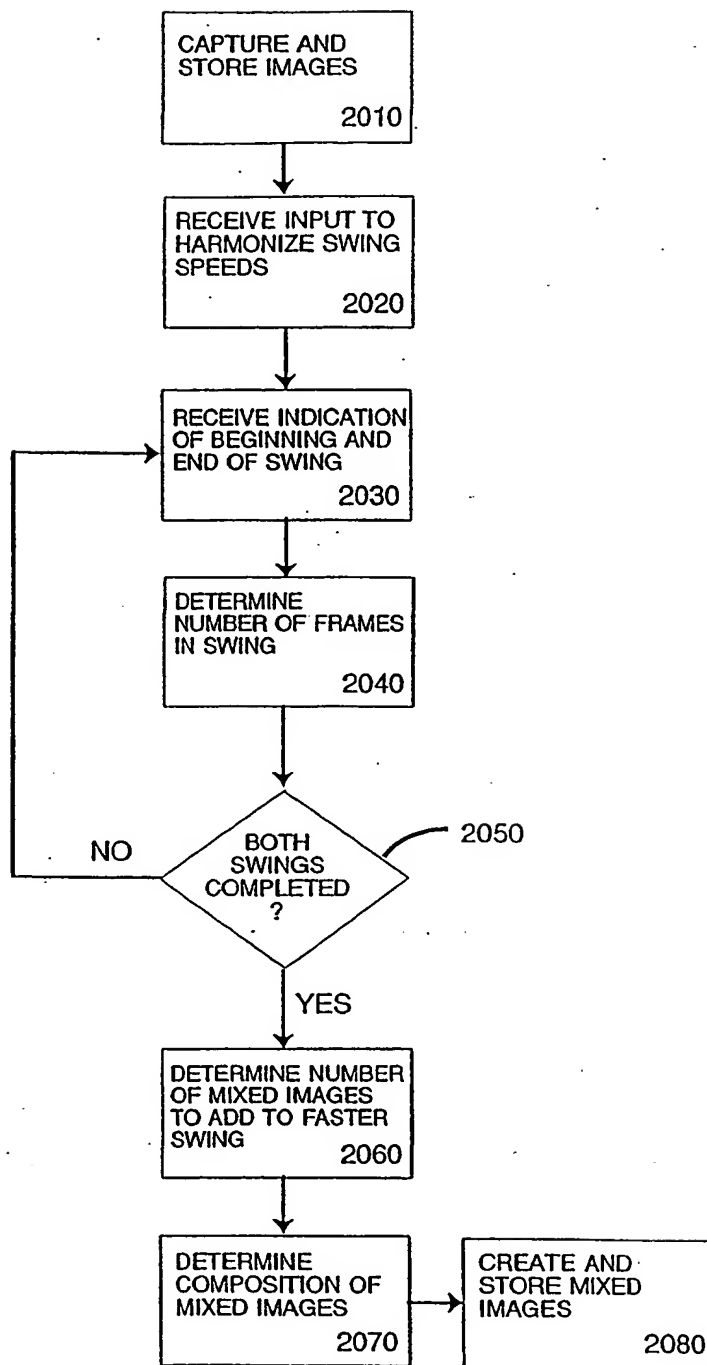 CAPTURE AND
STORE IMAGES
2010
RECEIVE INPUT TO
HARMONIZE SWING
SPEEDS
2020
RECEIVE INDICATION
OF BEGINNING AND
END OF SWING
2030
DETERMINE
NUMBER OF FRAMES
IN SWING
2040
BOTH
SWINGS
COMPLETED
?
2050
NO
YES
DETERMINE NUMBER
OF MIXED IMAGES
TO ADD TO FASTER
SWING
2060
DETERMINE
COMPOSITION OF
MIXED IMAGES
2070
CREATE AND
STORE MIXED
IMAGES
2080